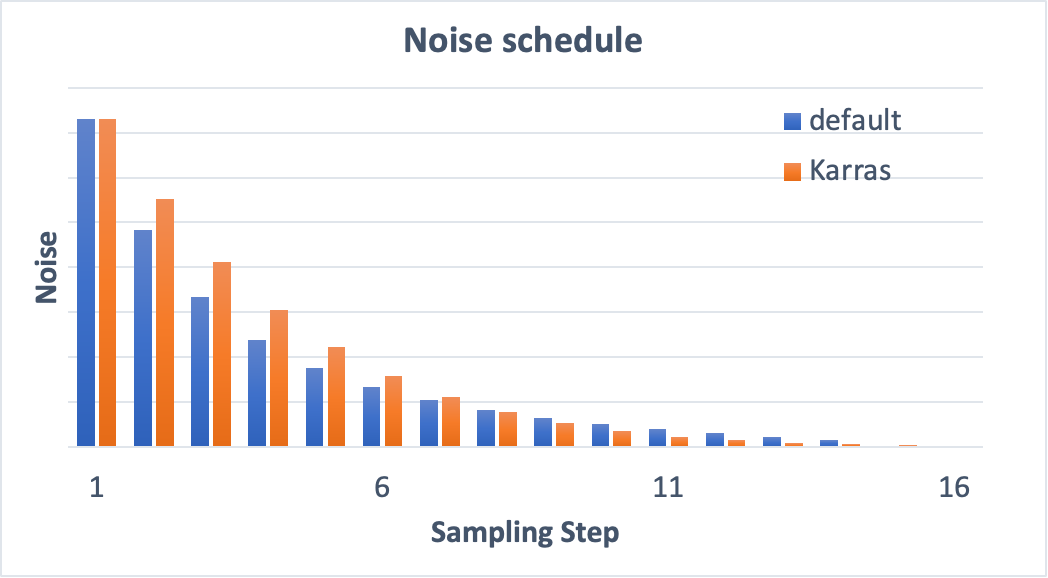 Noise schedule
default
Karras
Noise
1 6 11 16
Sampling Step